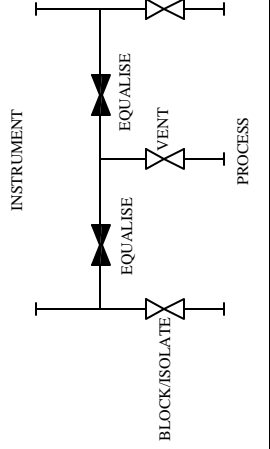 INSTRUMENT
EQUALISE
EQUALISE
VENT
PROCESS
BLOCK/ISOLATE